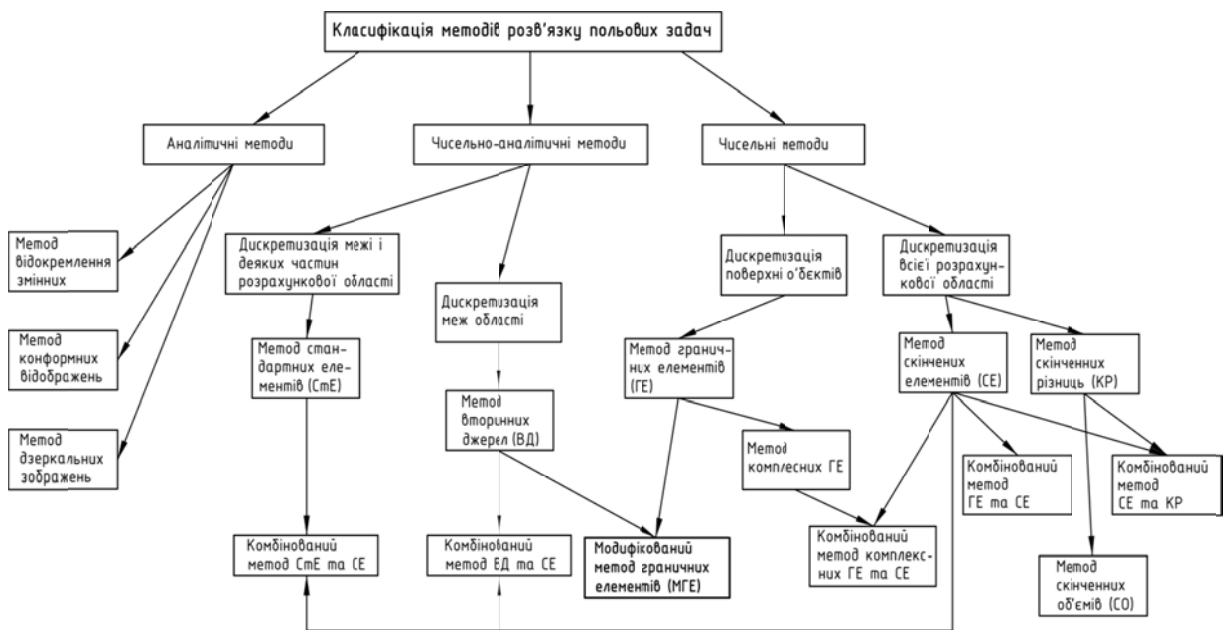 Класифікація методів розв'язку польових задач
Аналітичні методи
Чисельно-аналітичні методи
Чисельні методи
Метод
відокремлення
змінних
Дискретизація межі і
деяких частин
розрахункової області
Дискретизація
меж області
Дискретизація
поверхні о'бєктів
Дискретизація
всієї розрахун-
кової області
Метод
конформних
відображень
Метод стан-
дартних еле-
ментів (СтЕ)
Метод гранич-
них елементів
(ГЕ)
Метод
скінчених
елементів (СЕ)
Метод
скінченних
різниць (КР)
Метод
дзеркальних
зображень
Метод
вторинних
джерел (ВД)
Метод
комплесних ГЕ
Комбінований
метод
ГЕ та СЕ
Комбінований
метод
СЕ та КР
Комбінований
метод СтЕ та СЕ
Комбінований
метод ВД та СЕ
Модифікований
метод граничних
елементів (МГЕ)
Комбінований
метод комплекс-
них ГЕ та СЕ
Метод
скінченних
об'ємів (СО)